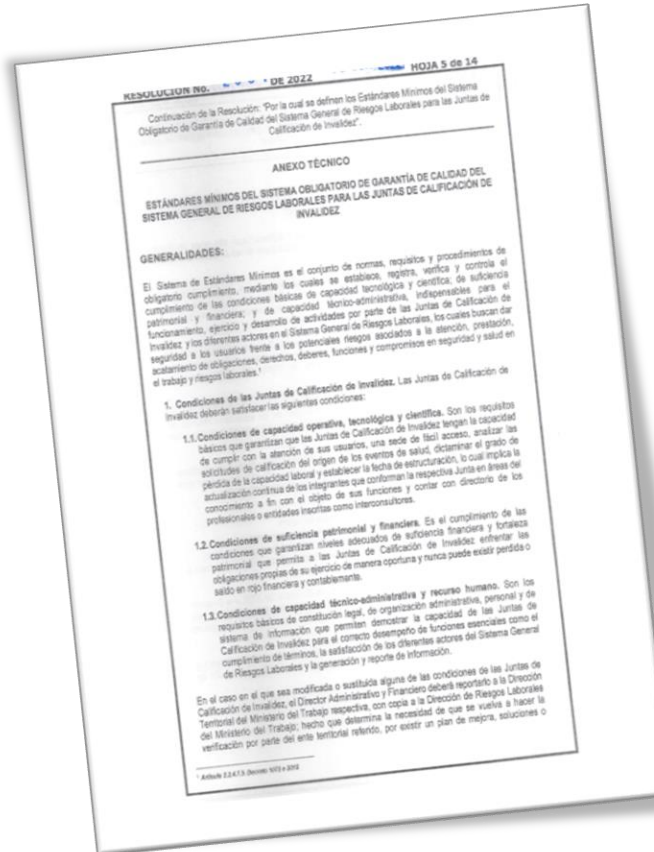 RESOLUCIÓN No. DE 2022 HOJA 5 de 14
Continuación de la Resolución: "Por la cual se definen los Estándares Mínimos del Sistema
Obligatorio de Garantía de Calidad del Sistema General de Riesgos Laborales para las Juntas de
Calificación de Invalidez".
ANEXO TÉCNICO
ESTÁNDARES MÍNIMOS DEL SISTEMA OBLIGATORIO DE GARANTÍA DE CALIDAD DEL
SISTEMA GENERAL DE RIESGOS LABORALES PARA LAS JUNTAS DE CALIFICACIÓN DE
INVALIDEZ
GENERALIDADES:
El Sistema de Estándares Mínimos es el conjunto de normas, requisitos y procedimientos de
obligatorio cumplimiento, mediante los cuales se establece, registra, verifica y controla el
cumplimiento de las condiciones básicas de capacidad tecnológica y científica; de suficiencia
patrimonial y financiera; y de capacidad técnico-administrativa, indispensables para el
funcionamiento, ejercicio y desarrollo de actividades por parte de las Juntas de Calificación de
Invalidez y los diferentes actores en el Sistema General de Riesgos Laborales, los cuales buscan dar
seguridad a los usuarios frente a los potenciales riesgos asociados a la atención, prestación,
acatamiento de obligaciones, derechos, deberes, funciones y compromisos en seguridad y salud en
el trabajo y riesgos laborales.¹
1. Condiciones de las Juntas de Calificación de Invalidez. Las Juntas de Calificación de
Invalidez deberán satisfacer las siguientes condiciones:
1.1. Condiciones de capacidad operativa, tecnológica y científica. Son los requisitos
básicos que garantizan que las Juntas de Calificación de Invalidez tengan la capacidad
de cumplir con la atención de sus usuarios, una sede de fácil acceso, analizar las
solicitudes de calificación del origen de los eventos de salud, dictaminar el grado de
pérdida de la capacidad laboral y establecer la fecha de estructuración, lo cual implica la
actualización continua de los integrantes que conforman la respectiva Junta en áreas del
conocimiento a fin con el objeto de sus funciones y contar con directorio de los
profesionales o entidades inscritas como interconsultores.
1.2. Condiciones de suficiencia patrimonial y financiera. Es el cumplimiento de las
condiciones que garantizan niveles adecuados de suficiencia financiera y fortaleza
patrimonial que permita a las Juntas de Calificación de Invalidez enfrentar las
obligaciones propias de su ejercicio de manera oportuna y nunca puede existir perdida o
saldo en rojo financiera y contablemente.
1.3. Condiciones de capacidad técnico-administrativa y recurso humano. Son los
requisitos básicos de constitución legal, de organización administrativa, personal y de
sistema de información que permiten demostrar la capacidad de las Juntas de
Calificación de Invalidez para el correcto desempeño de funciones esenciales como el
cumplimiento de términos, la satisfacción de los diferentes actores del Sistema General
de Riesgos Laborales y la generación y reporte de información.
En el caso en el que sea modificada o sustituida alguna de las condiciones de las Juntas de
Calificación de Invalidez, el Director Administrativo y Financiero deberá reportarlo a la Dirección
Territorial del Ministerio del Trabajo respectiva, con copia a la Dirección de Riesgos Laborales
del Ministerio del Trabajo; hecho que determina la necesidad de que se vuelva a hacer la
verificación por parte del ente territorial referido, por existir un plan de mejora, soluciones o
¹ Artículo 2.2.4.7.5 Decreto 1072